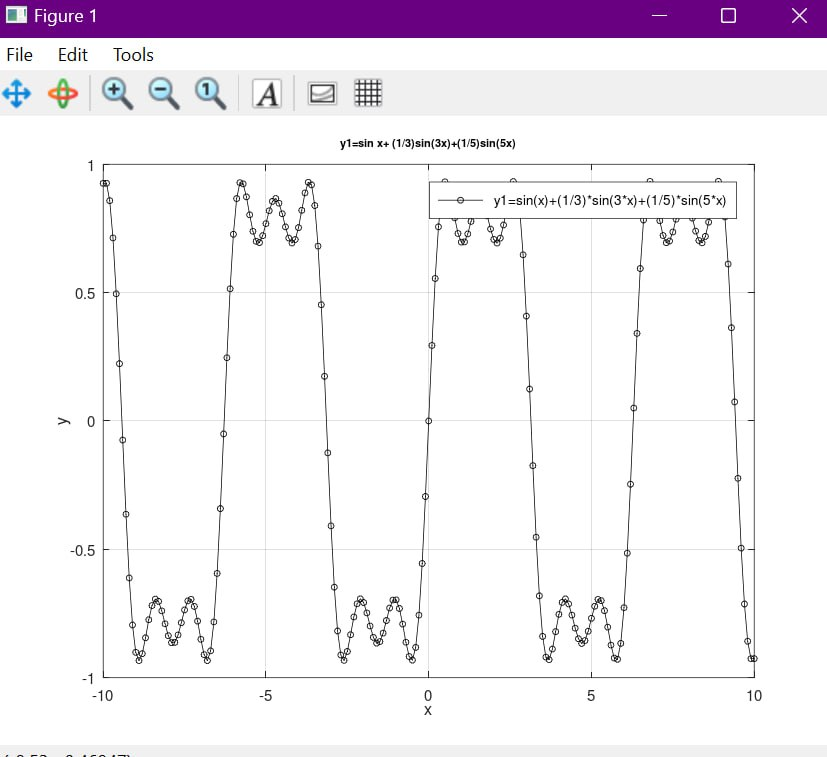 Figure 1
File Edit Tools
A
y1=sin x+ (1/3)sin(3x)+(1/5)sin(5x)
y1=sin(x)+(1/3)*sin(3*x)+(1/5)*sin(5*x)
1
0.5
0
-0.5
-1
y
-10 -5 0 5 10
x